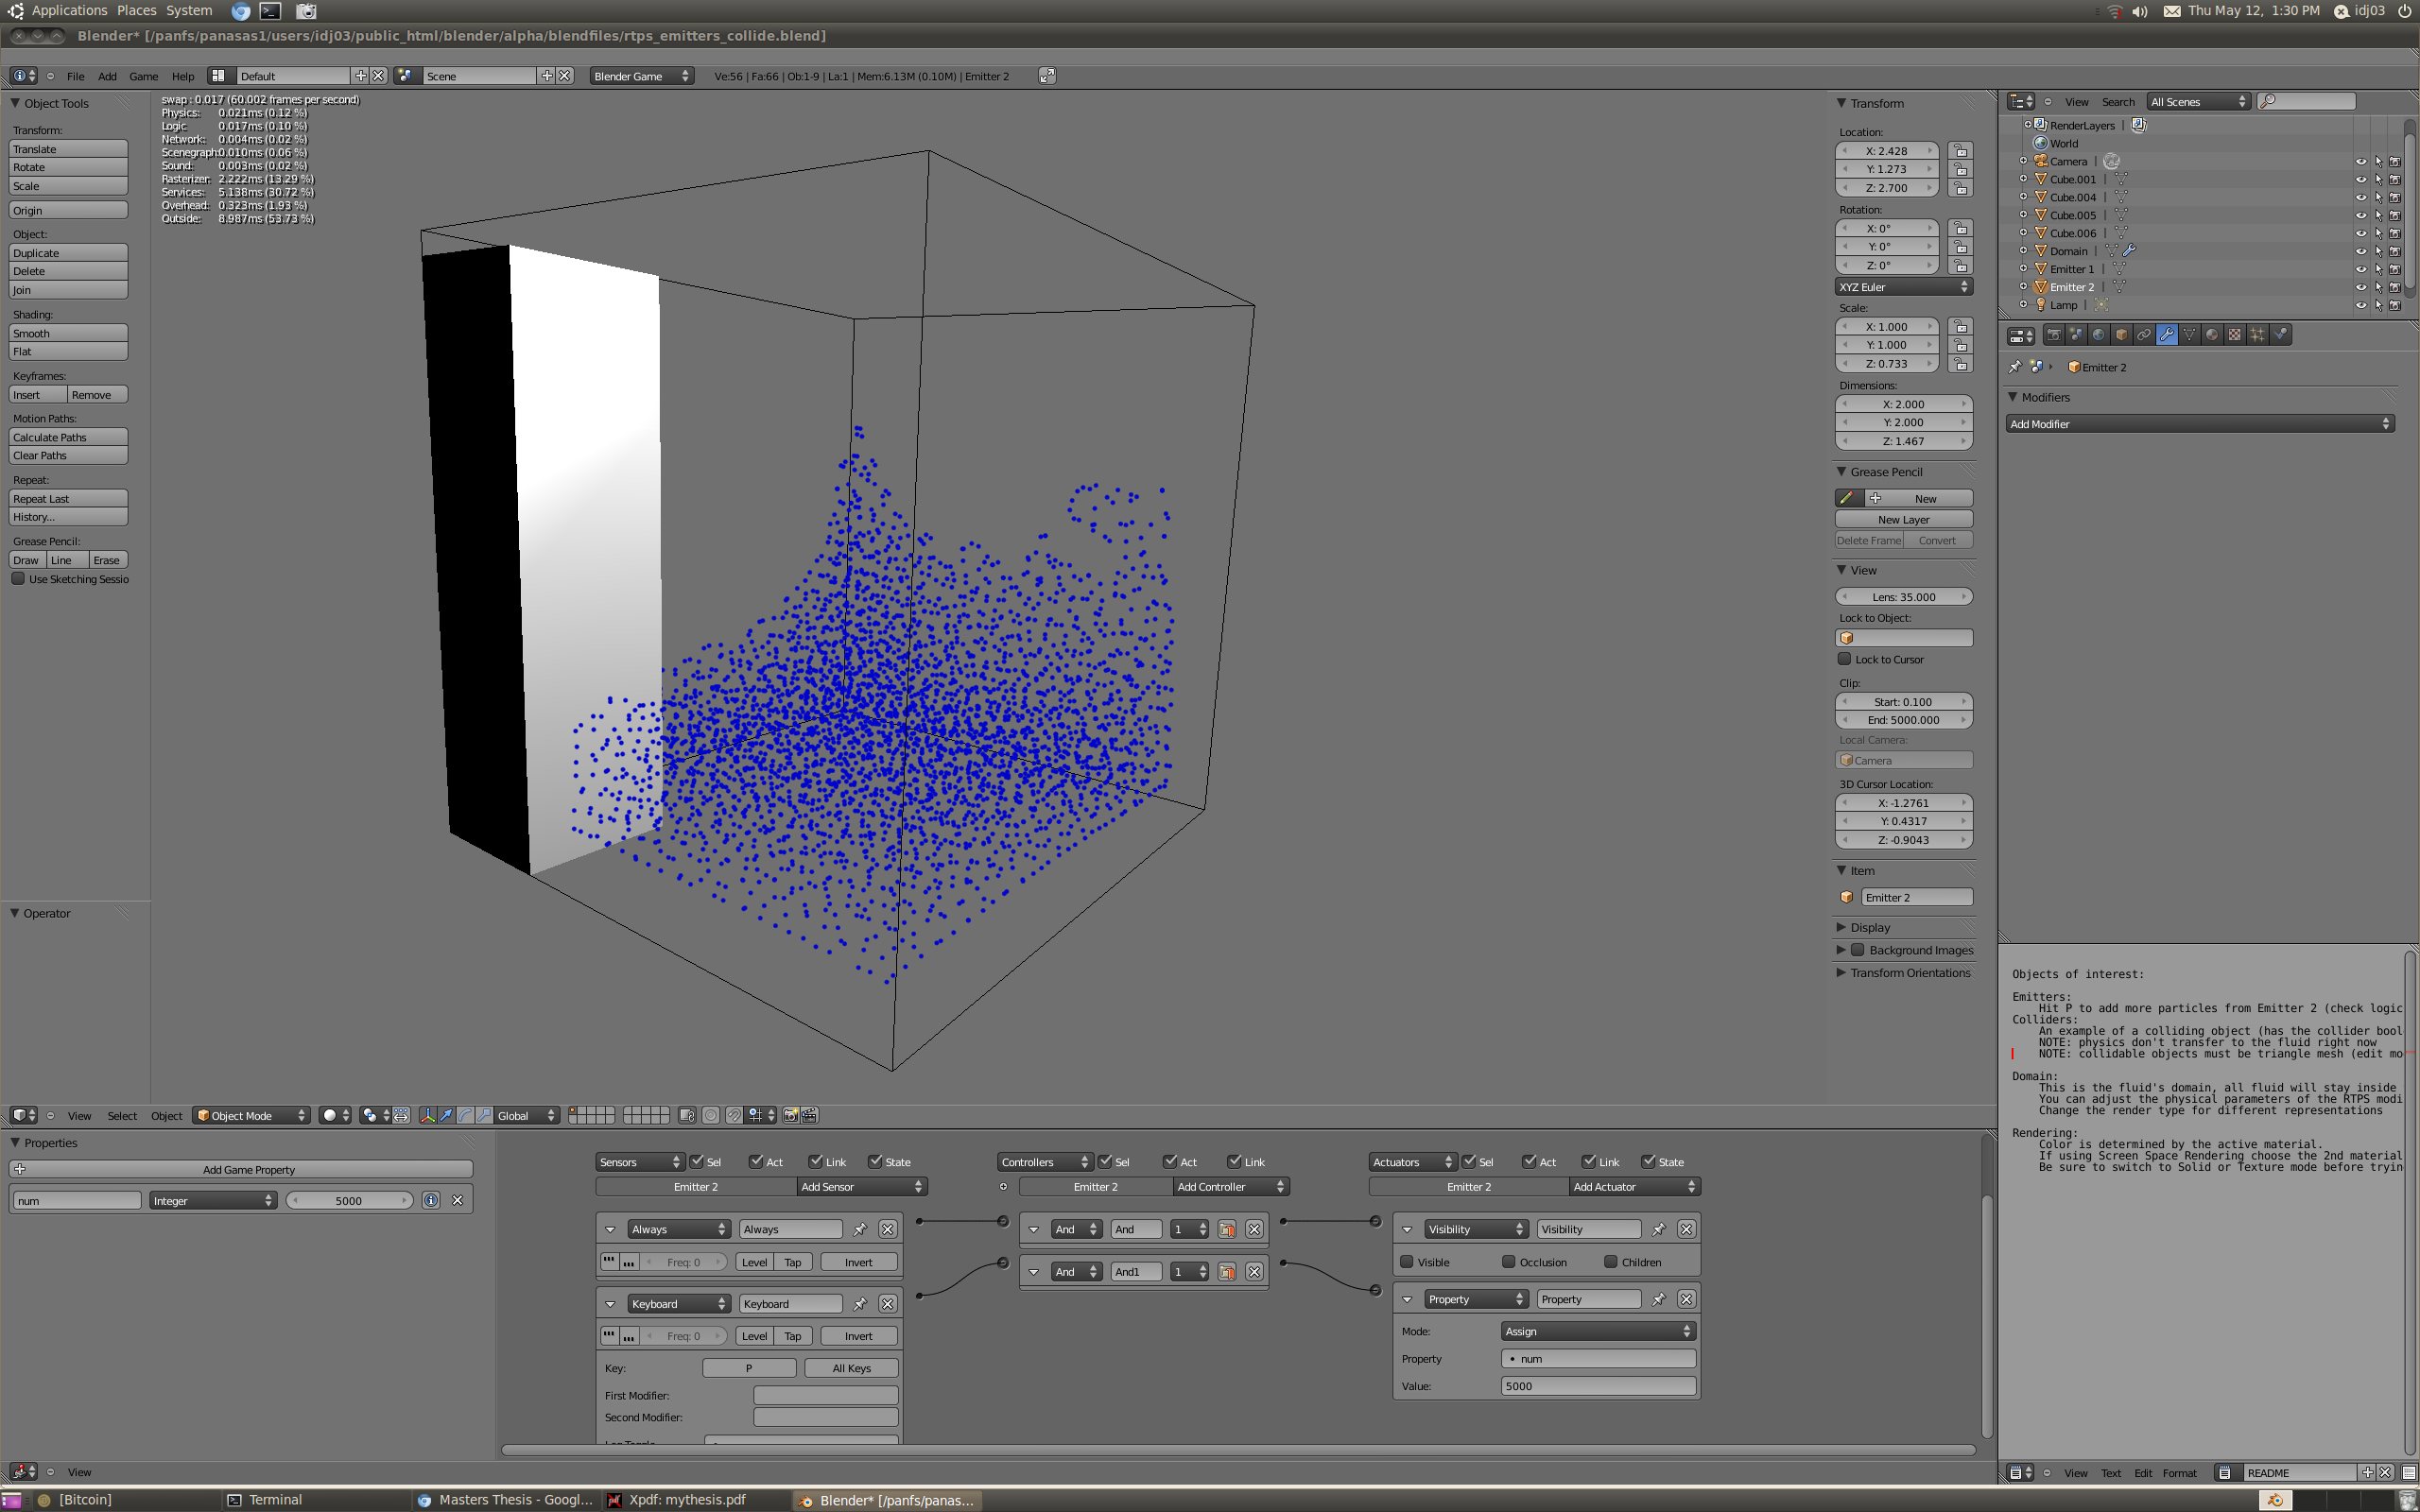 Applications Places System
Thu May 12, 1:30 PM idj03
Blender* [/panfs/panasas1/users/idj03/public_html/blender/alpha/blendfiles/rtps_emitters_collide.blend]
File Add Game Help Default Scene Blender Game Ve:56 | Fa:66 | Ob:1-9 | La:1 | Mem:6.13M (0.10M) | Emitter 2
Object Tools
Transform:
Translate
Rotate
Scale
Origin
Object:
Duplicate
Delete
Join
Shading:
Smooth
Flat
Keyframes:
Insert Remove
Motion Paths:
Calculate Paths
Clear Paths
Repeat:
Repeat Last
History...
Grease Pencil:
Draw Line Erase
Use Sketching Sessio
Operator
swap : 0.017 (60.002 frames per second)
Physics: 0.021ms (0.12 %)
Logic 0.017ms (0.10 %)
Network: 0.004ms (0.02 %)
Scenegraph:0.010ms (0.06 %)
Sound: 0.003ms (0.02 %)
Rasterizer: 2.222ms (13.29 %)
Services: 5.138ms (30.72 %)
Overhead: 0.323ms (1.93 %)
Outside: 8.987ms (53.73 %)
Transform
Location:
X: 2.428
Y: 1.273
Z: 2.700
Rotation:
X: 0°
Y: 0°
Z: 0°
XYZ Euler
Scale:
X: 1.000
Y: 1.000
Z: 0.733
Dimensions:
X: 2.000
Y: 2.000
Z: 1.467
Grease Pencil
New
New Layer
Delete Frame Convert
View
Lens: 35.000
Lock to Object:
Lock to Cursor
Clip:
Start: 0.100
End: 5000.000
Local Camera:
Camera
3D Cursor Location:
X: -1.2761
Y: 0.4317
Z: -0.9043
Item
Emitter 2
Display
Background Images
Transform Orientations
View Search All Scenes
RenderLayers |
World
Camera |
Cube.001 |
Cube.004 |
Cube.005 |
Cube.006 |
Domain |
Emitter 1 |
Emitter 2 |
Lamp |
Emitter 2
Modifiers
Add Modifier
Objects of interest:
Emitters:
Hit P to add more particles from Emitter 2 (check logic
Colliders:
An example of a colliding object (has the collider bool
NOTE: physics don't transfer to the fluid right now
NOTE: collidable objects must be triangle mesh (edit mo
Domain:
This is the fluid's domain, all fluid will stay inside
You can adjust the physical parameters of the RTPS modi
Change the render type for different representations
Rendering:
Color is determined by the active material.
If using Screen Space Rendering choose the 2nd material
Be sure to switch to Solid or Texture mode before tryin
View Text Edit Format README
View Select Object Object Mode Global
Properties
Add Game Property
num Integer 5000
Sensors Sel Act Link State
Emitter 2 Add Sensor
Always Always
Freq: 0 Level Tap Invert
Keyboard Keyboard
Freq: 0 Level Tap Invert
Key: P All Keys
First Modifier:
Second Modifier:
Controllers Sel Act Link
Emitter 2 Add Controller
And And 1
And And1 1
Actuators Sel Act Link State
Emitter 2 Add Actuator
Visibility Visibility
Visible Occlusion Children
Property Property
Mode: Assign
Property num
Value: 5000
View
[Bitcoin] Terminal Masters Thesis - Googl... Xpdf: mythesis.pdf Blender* [/panfs/panas...